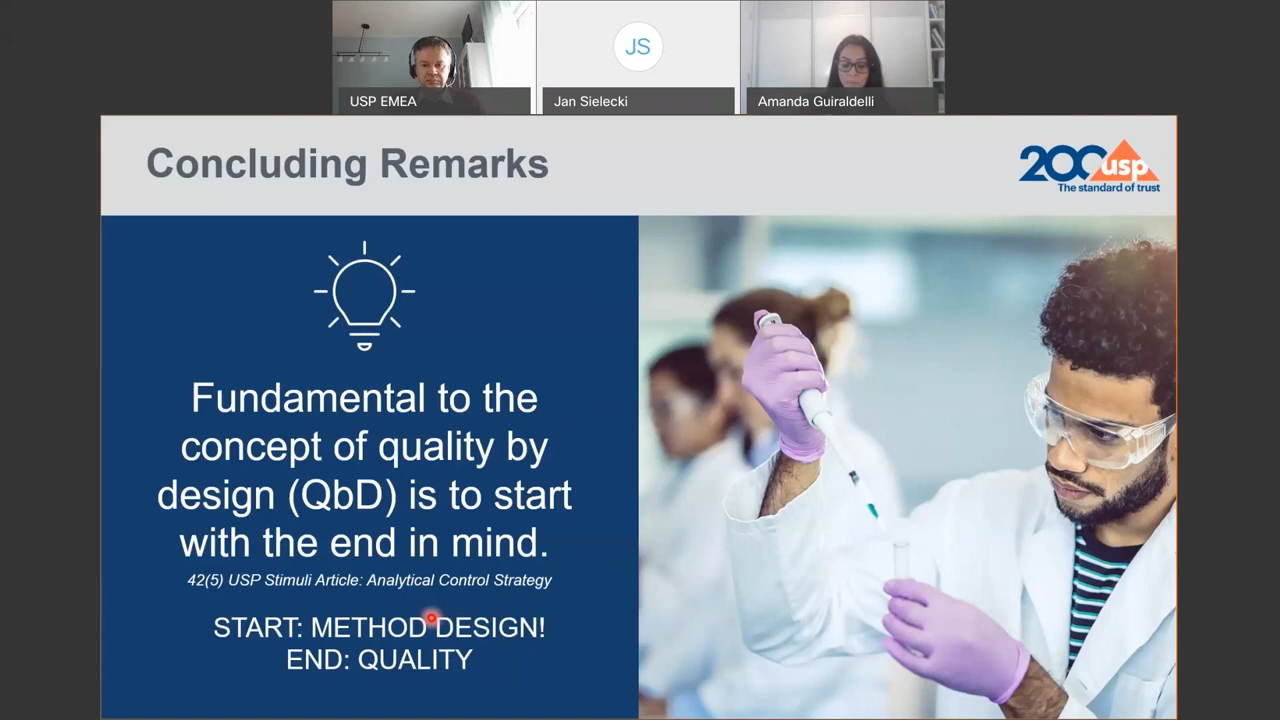 USP EMEA
JS
Jan Sielecki
Amanda Guiraldelli
Concluding Remarks
200 usp
The standard of trust
Fundamental to the
concept of quality by
design (QbD) is to start
with the end in mind.
42(5) USP Stimuli Article: Analytical Control Strategy
START: METHOD DESIGN!
END: QUALITY